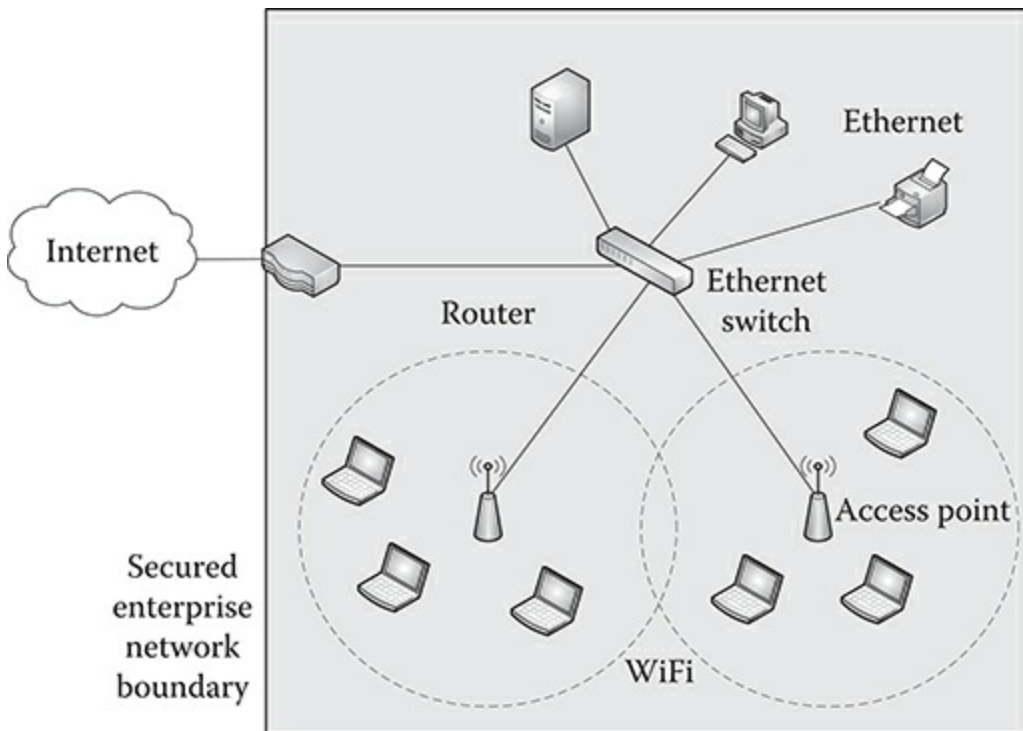 Ethernet
Internet
Ethernet
switch
Router
Access point
Secured
enterprise
network
boundary
WiFi